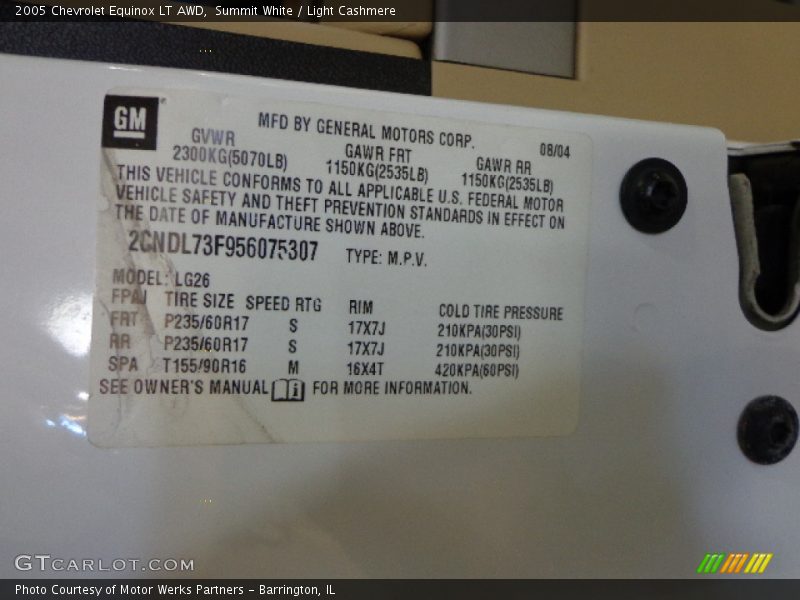 2005 Chevrolet Equinox LT AWD,  Summit White / Light Cashmere
GM
MFD BY GENERAL MOTORS CORP. 08/04
GVWR GAWR FRT GAWR RR
2300KG(5070LB) 1150KG(2535LB) 1150KG(2535LB)
THIS VEHICLE CONFORMS TO ALL APPLICABLE U.S. FEDERAL MOTOR
VEHICLE SAFETY AND THEFT PREVENTION STANDARDS IN EFFECT ON
THE DATE OF MANUFACTURE SHOWN ABOVE.
2CNDL73F956075307 TYPE: M.P.V.
MODEL: LG26
TIRE SIZE SPEED RTG RIM COLD TIRE PRESSURE
FRT P235/60R17 S 17X7J 210KPA(30PSI)
RR P235/60R17 S 17X7J 210KPA(30PSI)
SPA T155/90R16 M 16X4T 420KPA(60PSI)
SEE OWNER'S MANUAL i FOR MORE INFORMATION.
GTCARLOT.COM
Photo Courtesy of Motor Werks Partners - Barrington, IL